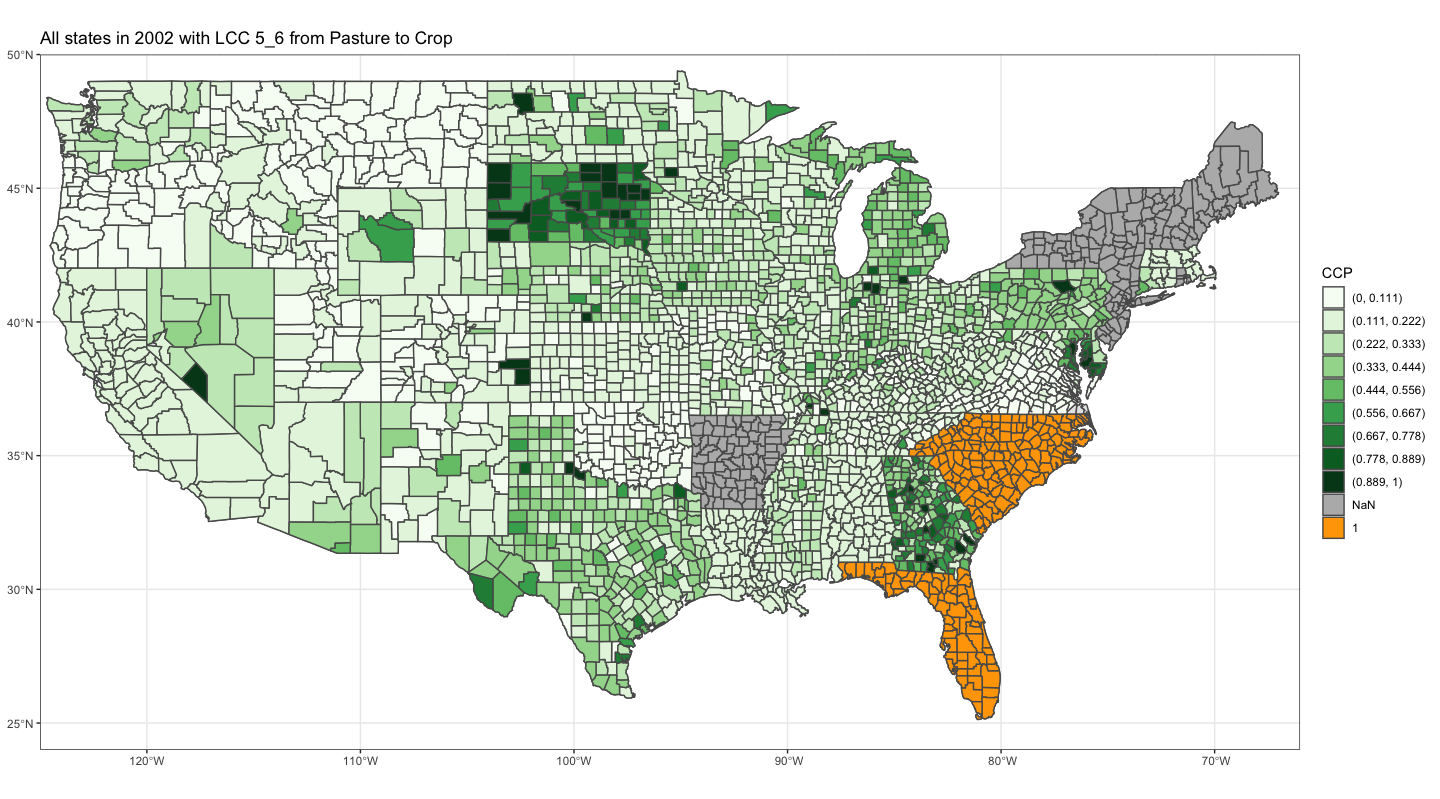 All states in 2002 with LCC 5_6 from Pasture to Crop
50°N
45°N
40°N
35°N
30°N
25°N
120°W
110°W
100°W
90°W
80°W
70°W
CCP
(0, 0.111)
(0.111, 0.222)
(0.222, 0.333)
(0.333, 0.444)
(0.444, 0.556)
(0.556, 0.667)
(0.667, 0.778)
(0.778, 0.889)
(0.889, 1)
NaN
1